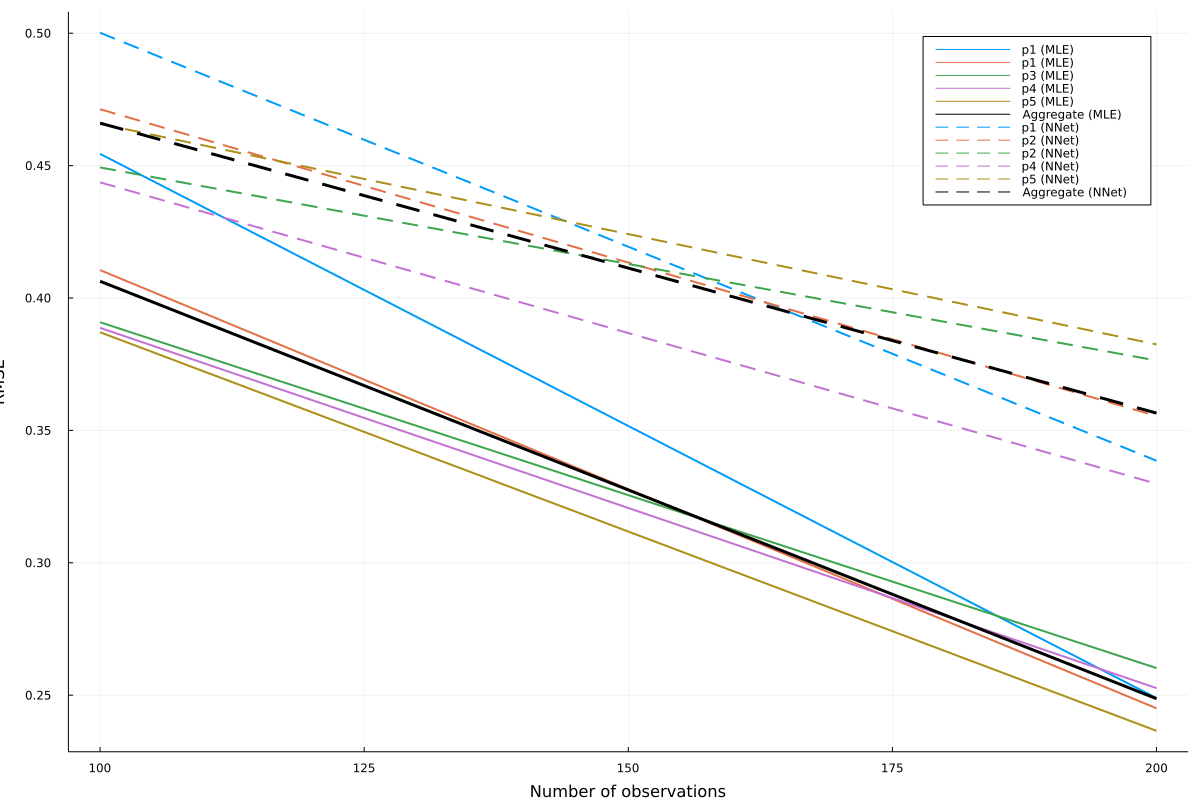 0.50
0.45
0.40
0.35
0.30
0.25
100
125
150
175
200
Number of observations
p1 (MLE)
p1 (MLE)
p3 (MLE)
p4 (MLE)
p5 (MLE)
Aggregate (MLE)
p1 (NNet)
p2 (NNet)
p2 (NNet)
p4 (NNet)
p5 (NNet)
Aggregate (NNet)